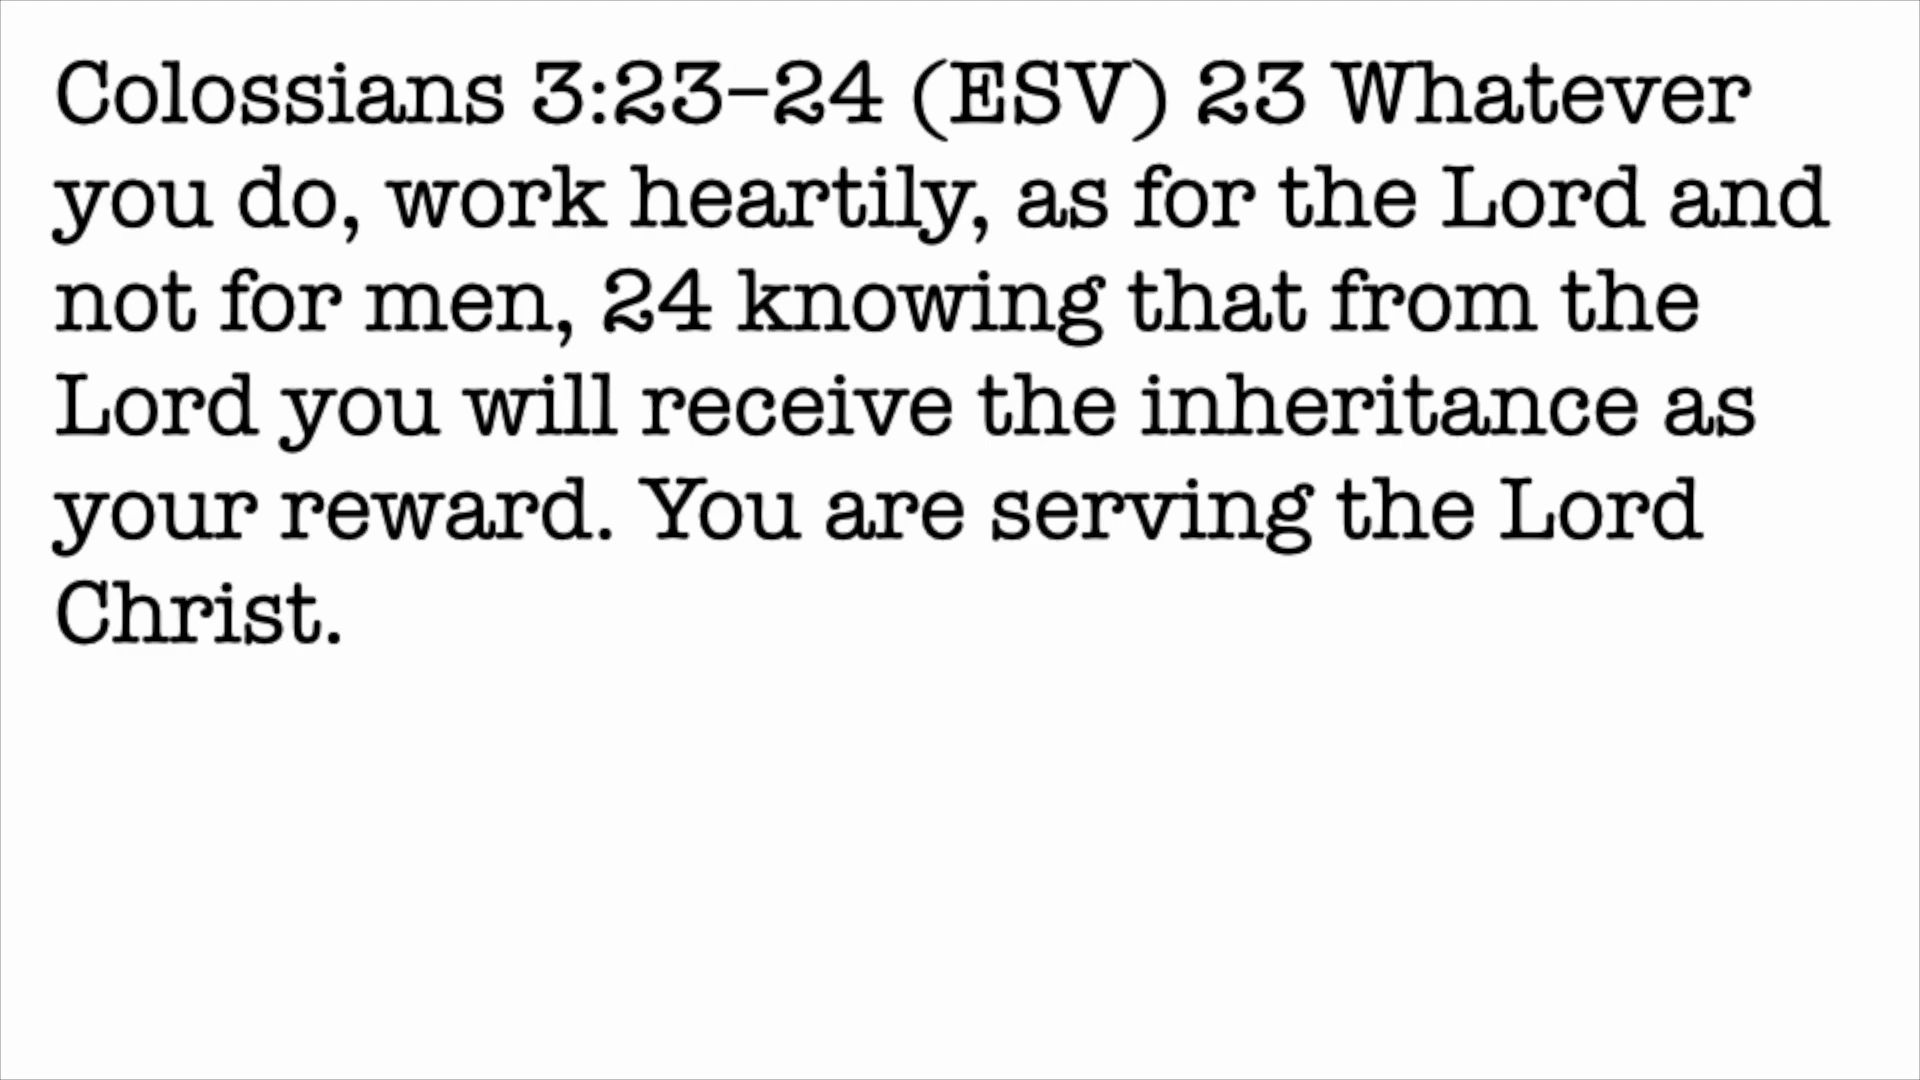 Colossians 3:23–24 (ESV) 23 Whatever
you do, work heartily, as for the Lord and
not for men, 24 knowing that from the
Lord you will receive the inheritance as
your reward. You are serving the Lord
Christ.